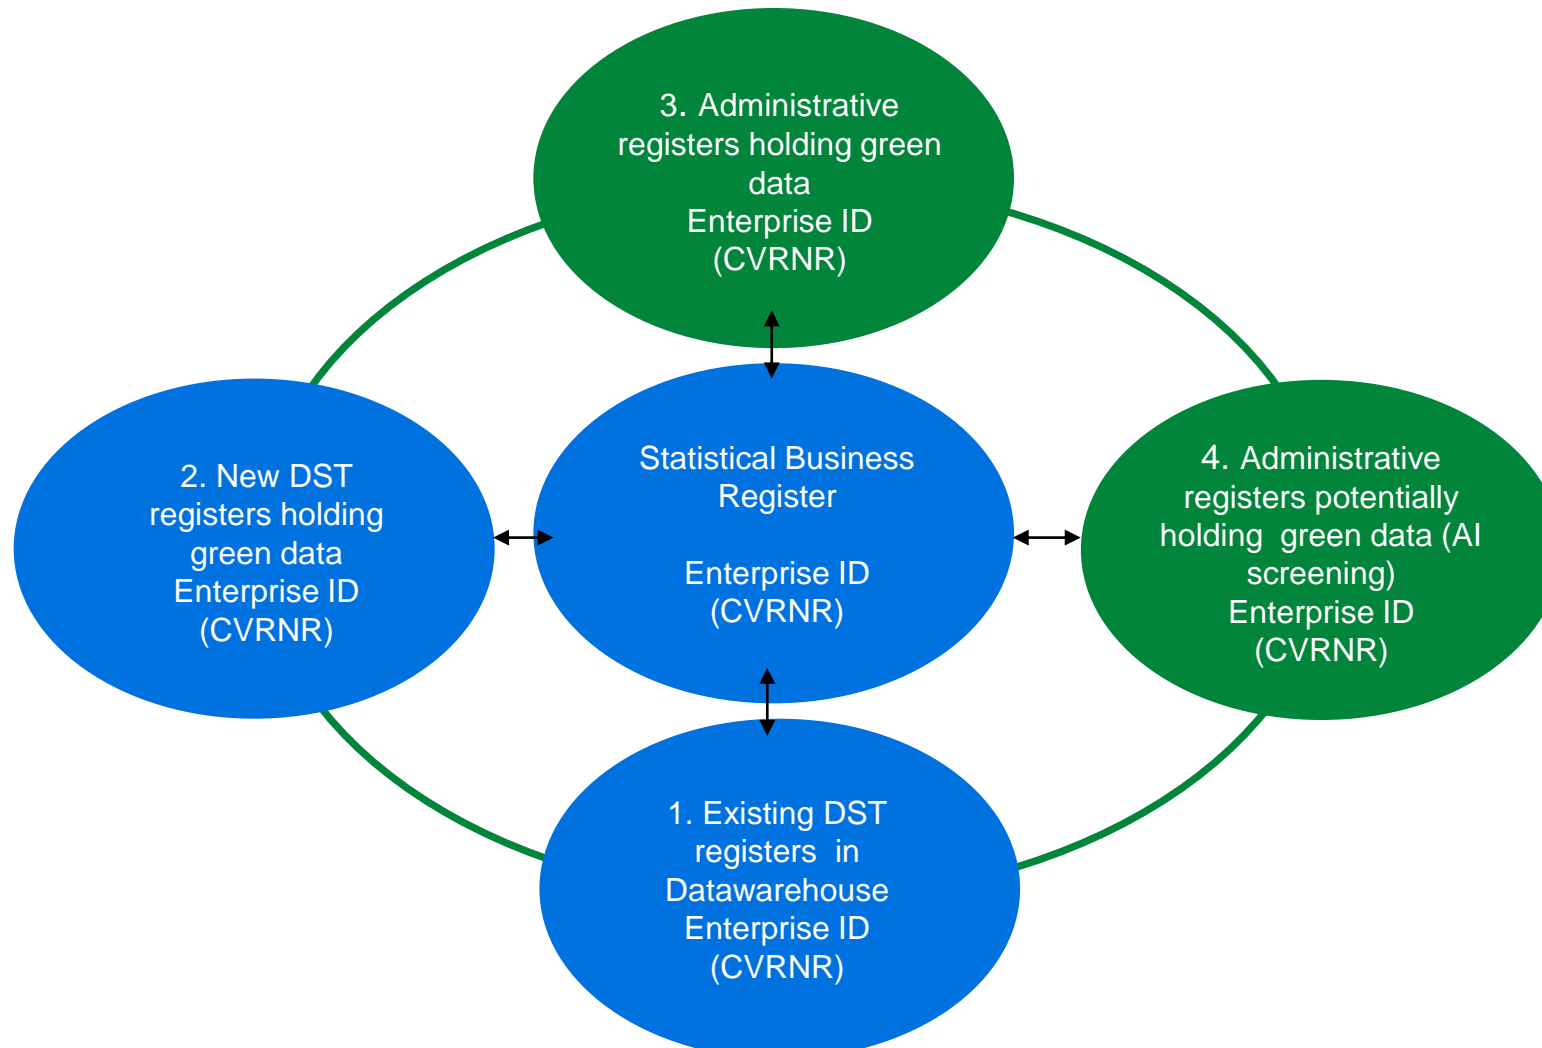 3. Administrative
registers holding green
data
Enterprise ID
(CVRNR)
2. New DST
registers holding
green data
Enterprise ID
(CVRNR)
Statistical Business
Register
Enterprise ID
(CVRNR)
4. Administrative
registers potentially
holding  green data (AI
screening)
Enterprise ID
(CVRNR)
1. Existing DST
registers  in
Datawarehouse
Enterprise ID
(CVRNR)